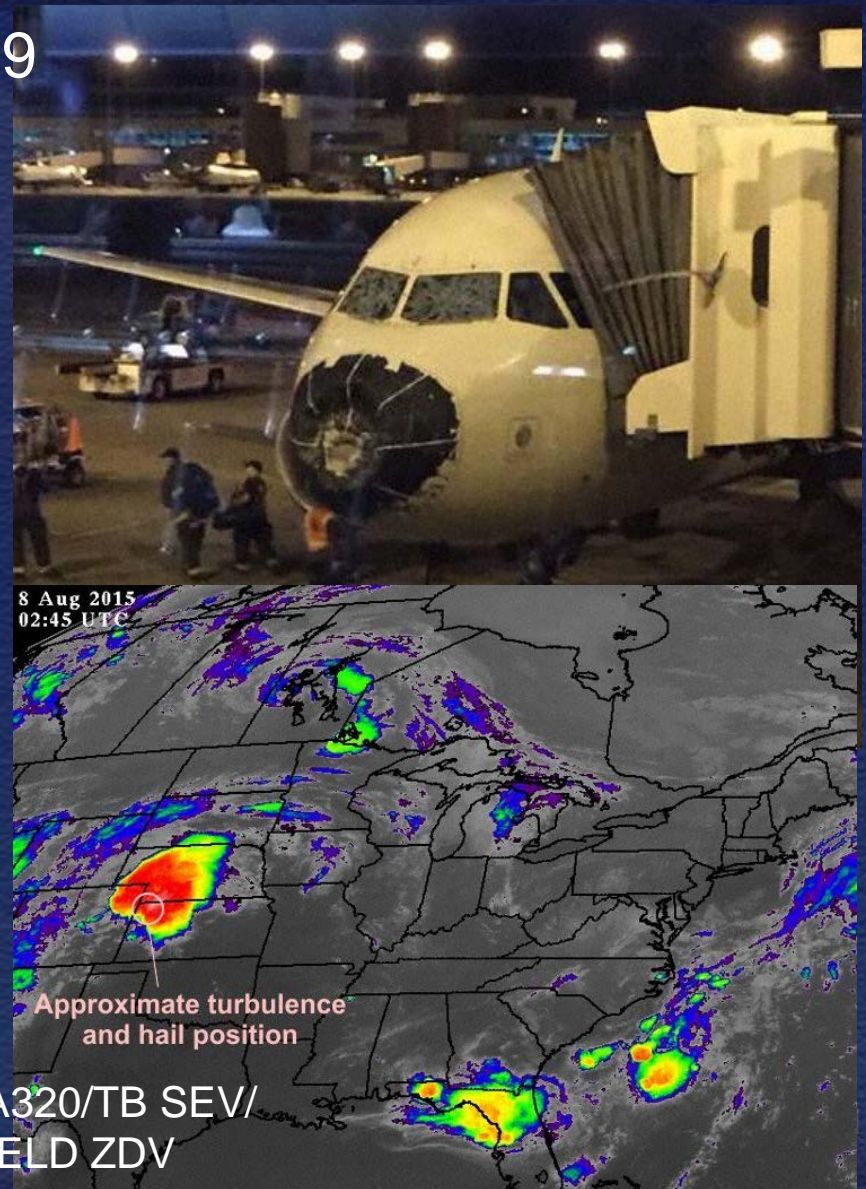 9
8 Aug 2015
02:45 UTC
Approximate turbulence
and hail position
A320/TB SEV/
ELD ZDV